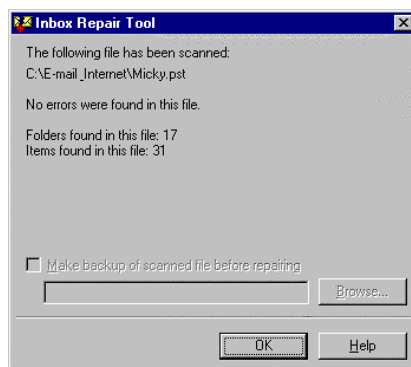 Inbox Repair Tool
The following file has been scanned:
C:\E-mail_Internet\Micky.pst
No errors were found in this file.
Folders found in this file: 17
Items found in this file: 31
Make backup of scanned file before repairing
Browse...
OK
Help